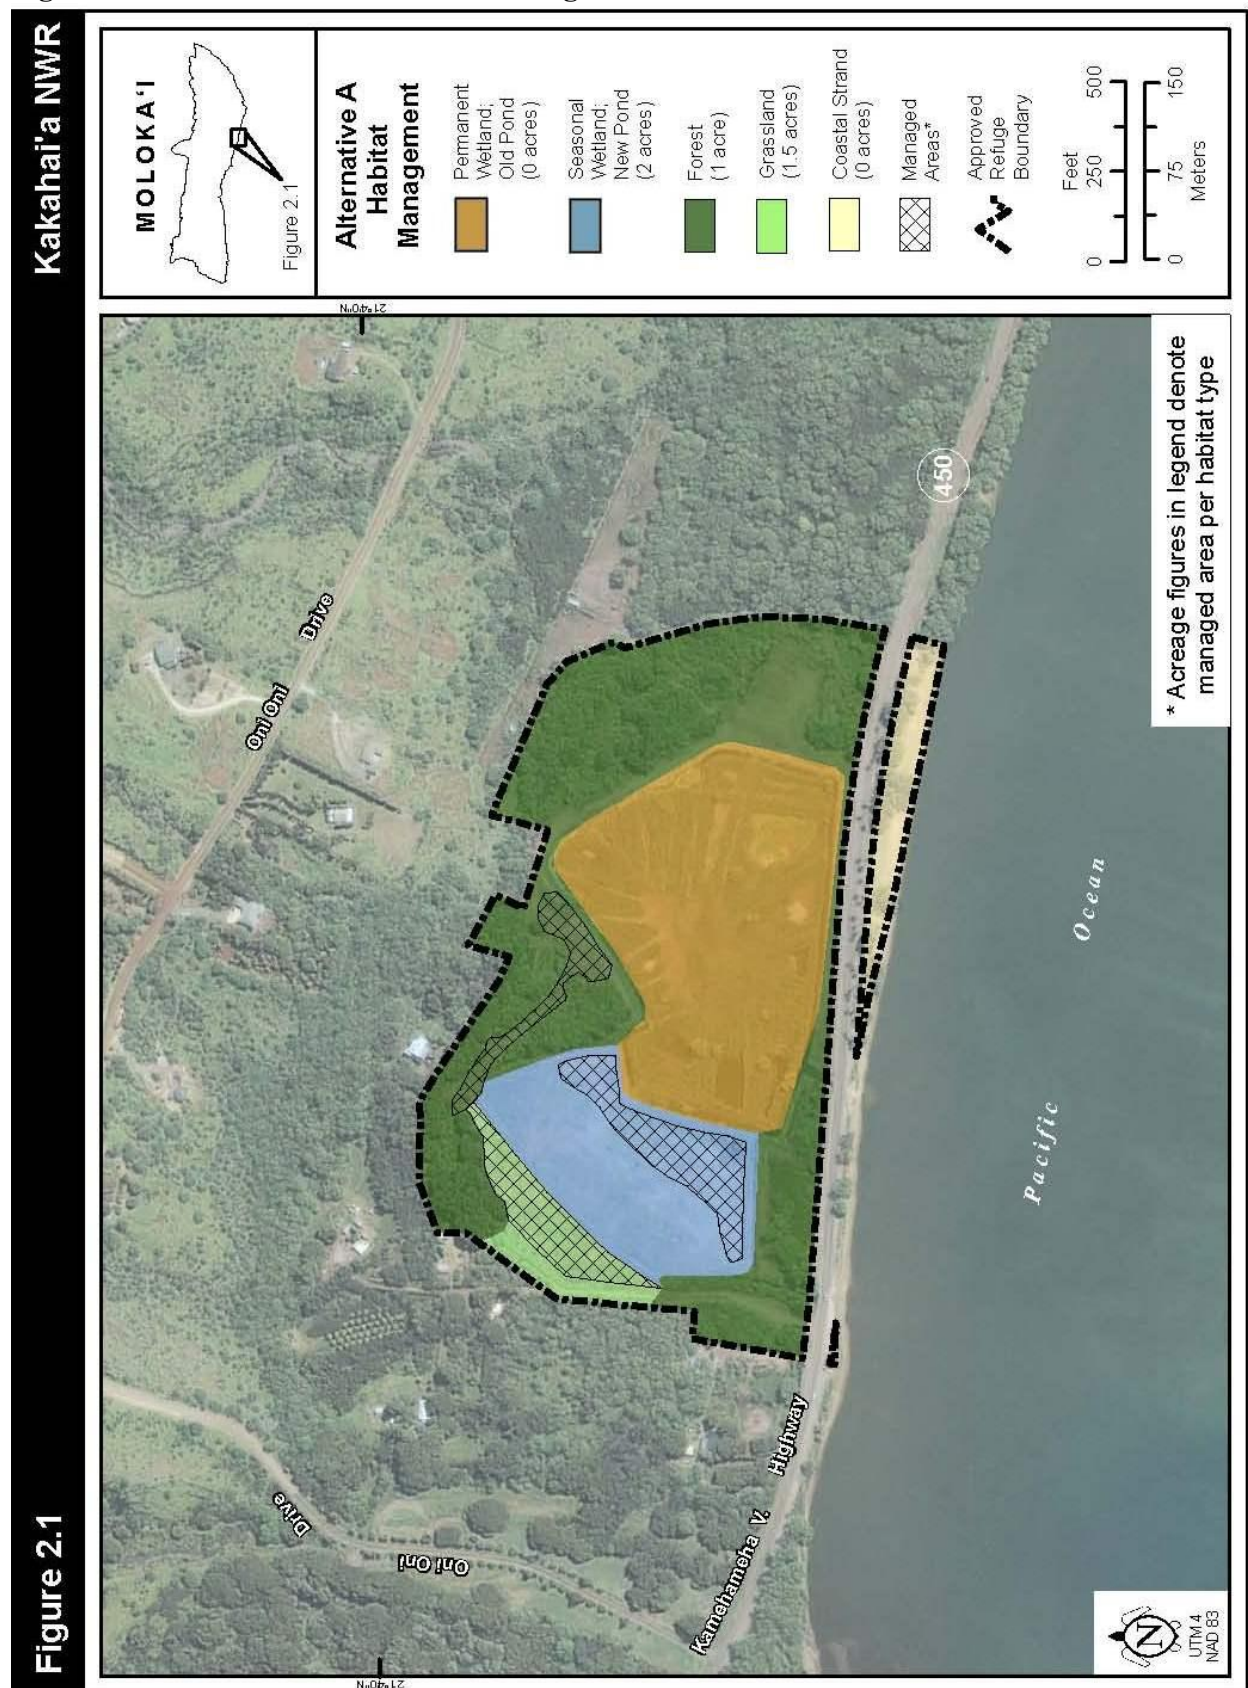 Figure 2.1
Kakahai'a NWR
MOLOKA‘I
Figure 2.1
Alternative A
Habitat
Management
Permanent
Wetland;
Old Pond
(0 acres)
Seasonal
Wetland;
New Pond
(2 acres)
Forest
(1 acre)
Grassland
(1.5 acres)
Coastal Strand
(0 acres)
Managed
Areas*
Approved
Refuge
Boundary
Feet
0 250 500
0 75 150
Meters
21°4'0"N
21°4'0"N
Oni Oni Drive
Oni Oni Drive
Kamehameha V. Highway
450
Pacific Ocean
* Acreage figures in legend denote
managed area per habitat type
N
UTM 4
NAD 83